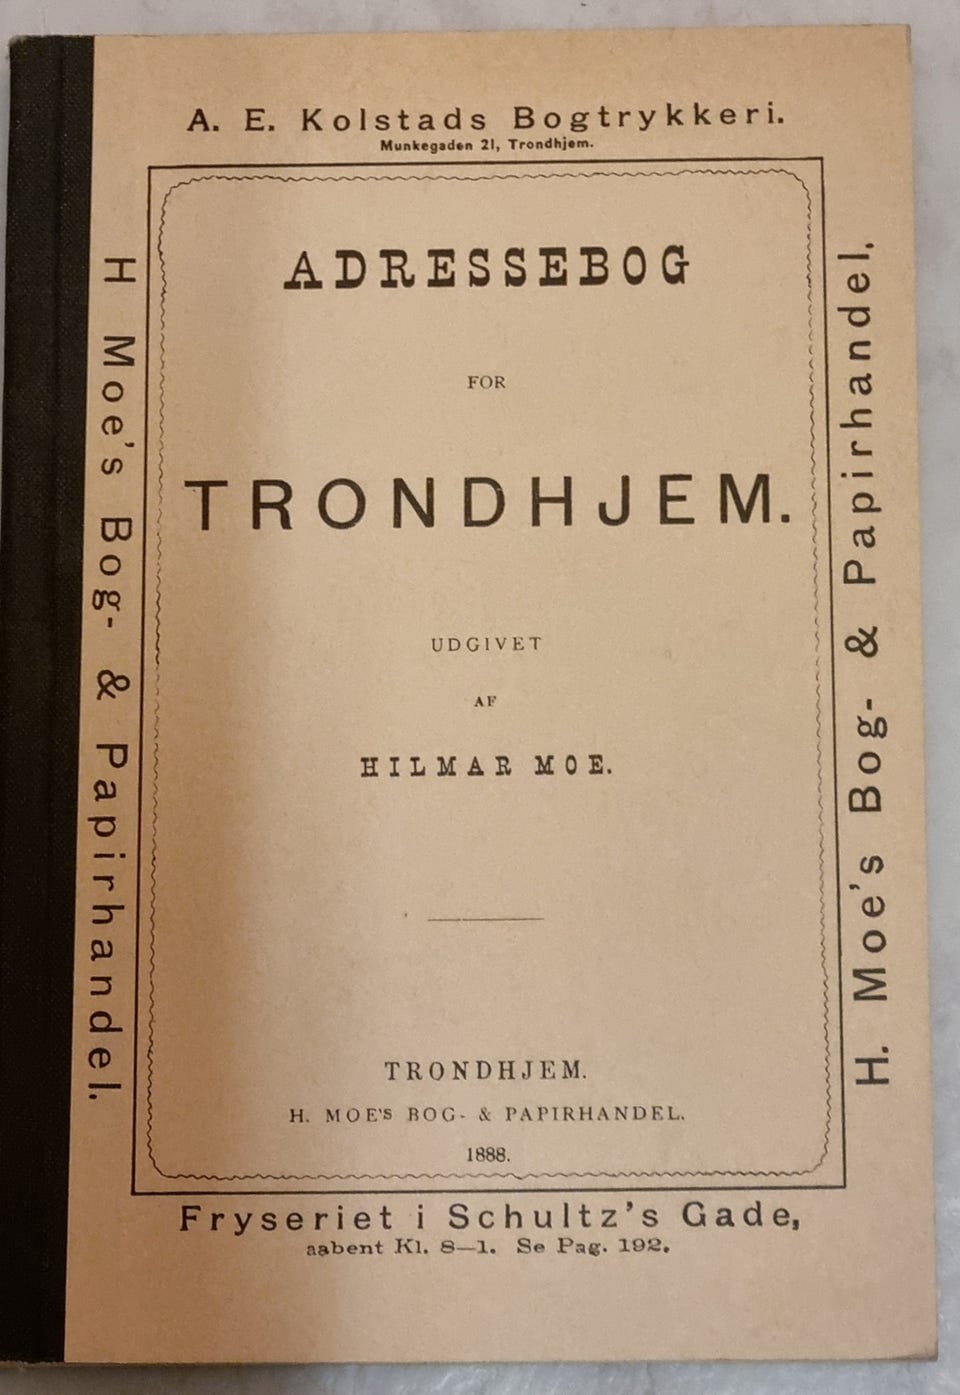 A. E. Kolstads Bogtrykkeri.
Munkegaden 21, Trondhjem.
H Moe's Bog- & Papirhandel.
ADRESSEBOG
FOR
TRONDHJEM.
UDGIVET
AF
HILMAR MOE.
TRONDHJEM.
H. MOE'S BOG- & PAPIRHANDEL.
1888.
H. Moe's Bog- & Papirhandel.
Fryseriet i Schultz's Gade,
aabent Kl. 8—1. Se Pag. 192.